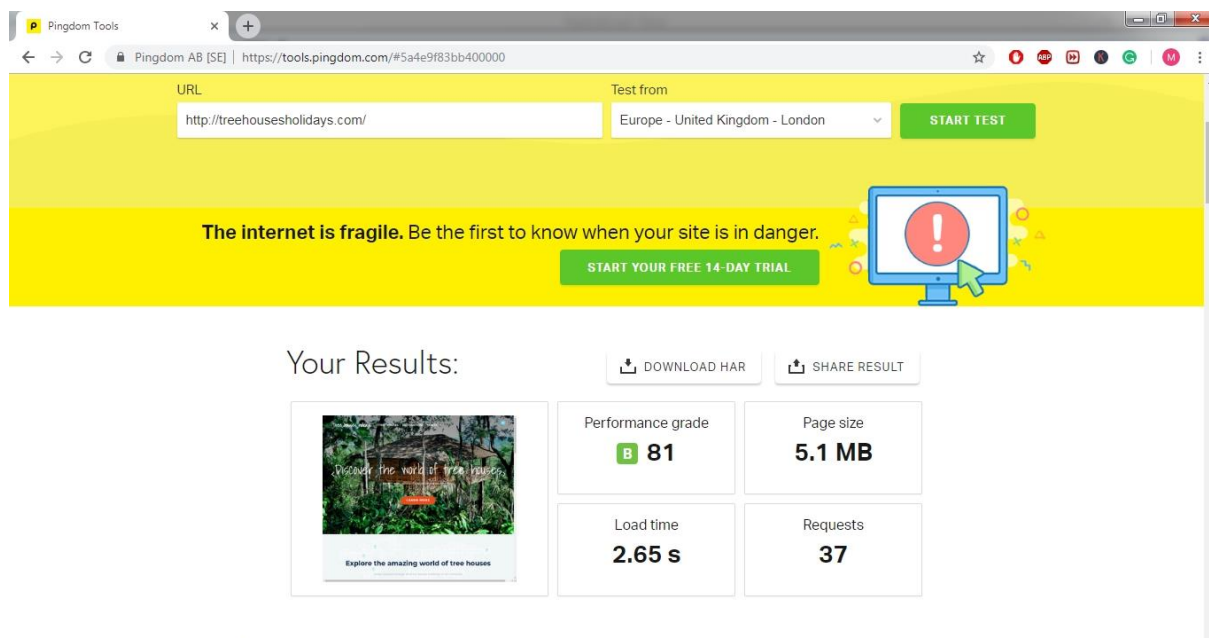 P Pingdom Tools
Pingdom AB [SE] | https://tools.pingdom.com/#5a4e9f83bb400000
ABP K G M
URL
Test from
http://treehousesholidays.com/
Europe - United Kingdom - London
START TEST
The internet is fragile. Be the first to know when your site is in danger.
START YOUR FREE 14-DAY TRIAL
Your Results:
DOWNLOAD HAR
SHARE RESULT
Discover the world of tree houses
LEARN MORE
Explore the amazing world of tree houses
Performance grade
B 81
Page size
5.1 MB
Load time
2.65 s
Requests
37